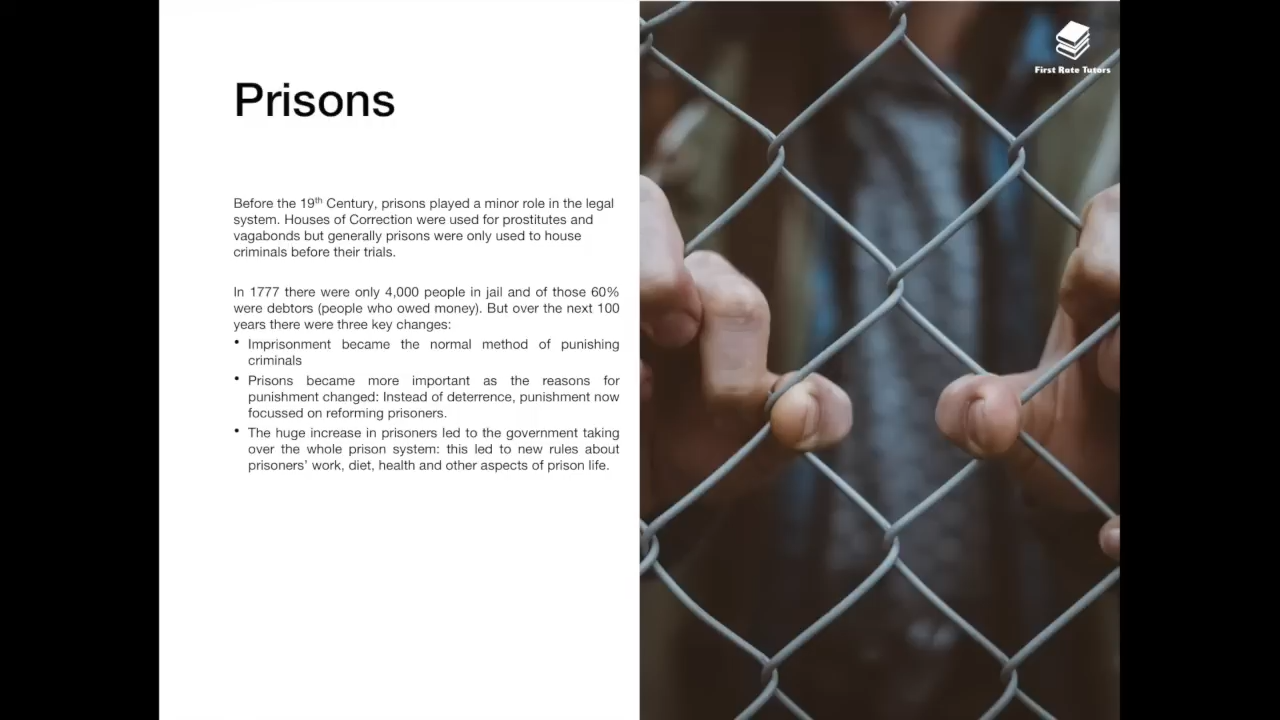 First Rate Tutors
Prisons
Before the 19th Century, prisons played a minor role in the legal
system. Houses of Correction were used for prostitutes and
vagabonds but generally prisons were only used to house
criminals before their trials.
In 1777 there were only 4,000 people in jail and of those 60%
were debtors (people who owed money). But over the next 100
years there were three key changes:
• Imprisonment became the normal method of punishing
criminals
• Prisons became more important as the reasons for
punishment changed: Instead of deterrence, punishment now
focussed on reforming prisoners.
• The huge increase in prisoners led to the government taking
over the whole prison system: this led to new rules about
prisoners' work, diet, health and other aspects of prison life.